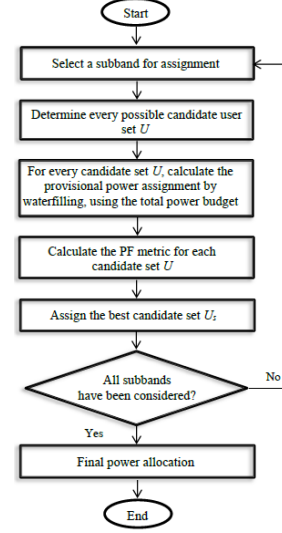 Start
Select a subband for assignment
Determine every possible candidate user
set U
For every candidate set U, calculate the
provisional power assignment by
waterfilling, using the total power budget
Calculate the PF metric for each
candidate set U
Assign the best candidate set Uₛ
All subbands
have been considered?
No
Yes
Final power allocation
End